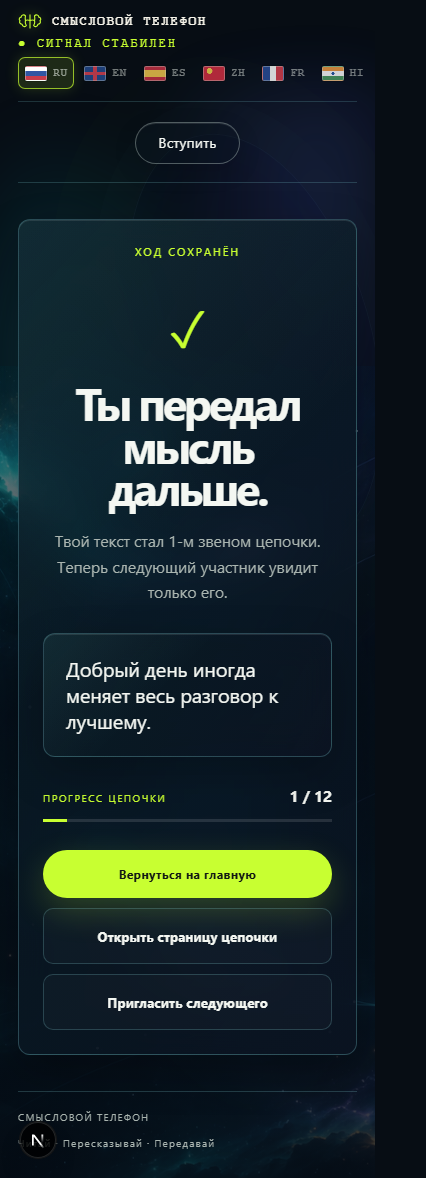 СМЫСЛОВОЙ ТЕЛЕФОН
СИГНАЛ СТАБИЛЕН
RU EN ES ZH FR HI
Вступить
ХОД СОХРАНЁН
Ты передал
мысль
дальше.
Твой текст стал 1-м звеном цепочки.
Теперь следующий участник увидит
только его.
Добрый день иногда
меняет весь разговор к
лучшему.
ПРОГРЕСС ЦЕПОЧКИ 1 / 12
Вернуться на главную
Открыть страницу цепочки
Пригласить следующего
СМЫСЛОВОЙ ТЕЛЕФОН
N
· Пересказывай · Передавай